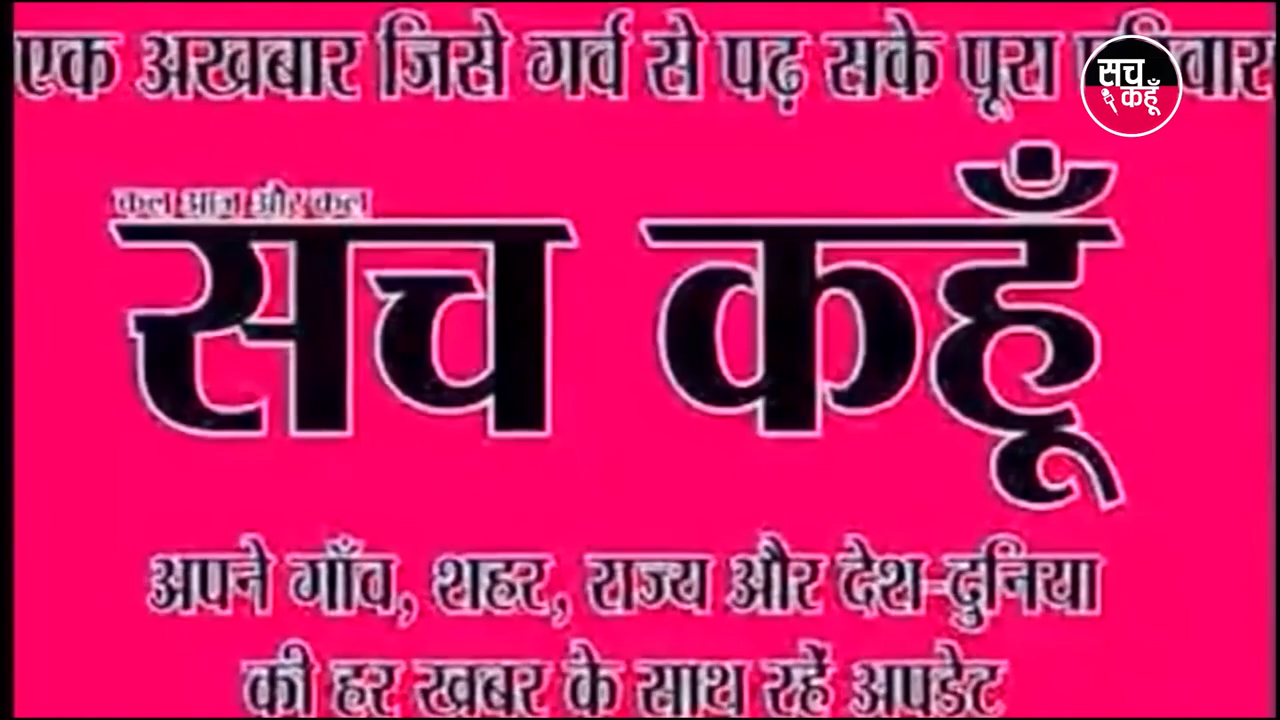 एक अखबार जिसे गर्व से पढ़ सके पूरा
सच
कहूँ
कल आज और कल
सच कहूँ
अपने गाँव, शहर, राज्य और देश-दुनिया
की हर खबर के साथ रहें अपडेट